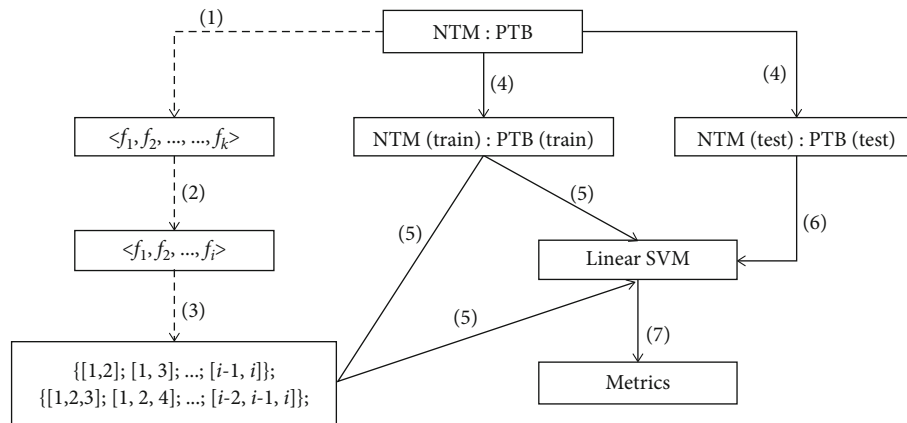 (1)
NTM : PTB
(4)
(4)
<f1, f2, ..., ..., fk>
NTM (train) : PTB (train)
NTM (test) : PTB (test)
(2)
(5)
(5)
(6)
<f1, f2, ..., fi>
Linear SVM
(3)
(5)
(7)
{[1,2]; [1, 3]; ...; [i-1, i]};
{[1,2,3]; [1, 2, 4]; ...; [i-2, i-1, i]};
Metrics